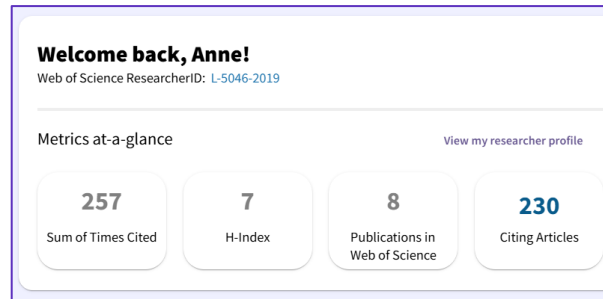 Welcome back, Anne!
Web of Science ResearcherID: L-5046-2019
Metrics at-a-glance
View my researcher profile
257
Sum of Times Cited
7
H-Index
8
Publications in
Web of Science
230
Citing Articles